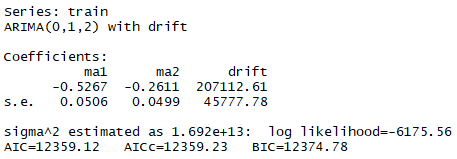 Series: train
ARIMA(0,1,2) with drift
Coefficients:
ma1 ma2 drift
-0.5267 -0.2611 207112.61
s.e. 0.0506 0.0499 45777.78
sigma^2 estimated as 1.692e+13: log likelihood=-6175.56
AIC=12359.12 AICc=12359.23 BIC=12374.78